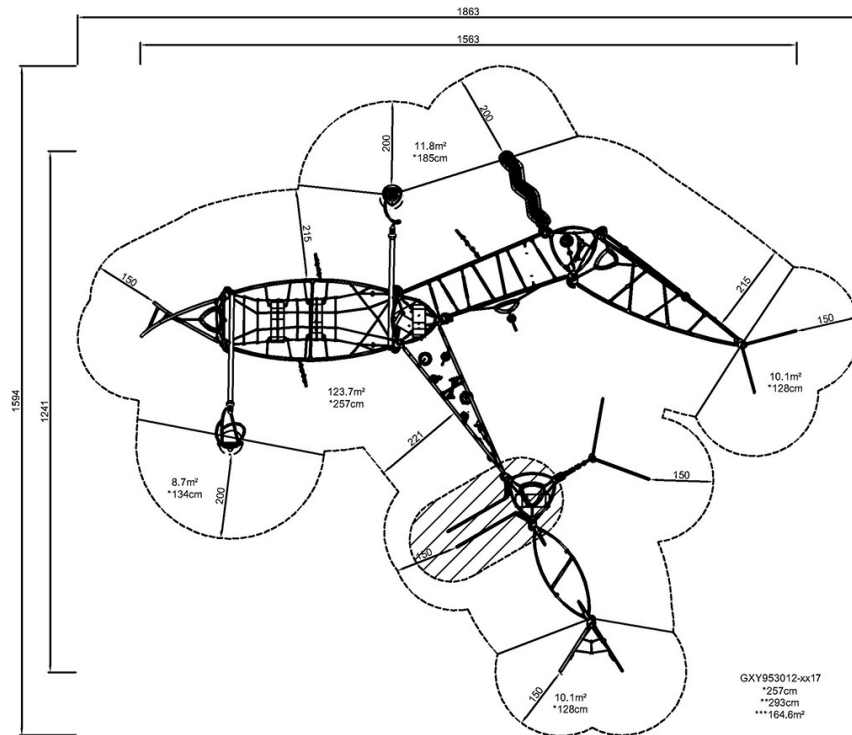 1863
1563
200
200
11.8m²
*185cm
215
150
215
150
1594
1241
10.1m²
*128cm
123.7m²
*257cm
221
8.7m²
*134cm
200
150
150
GXY953012-xx17
*257cm
**293cm
***164.6m²
150
10.1m²
*128cm